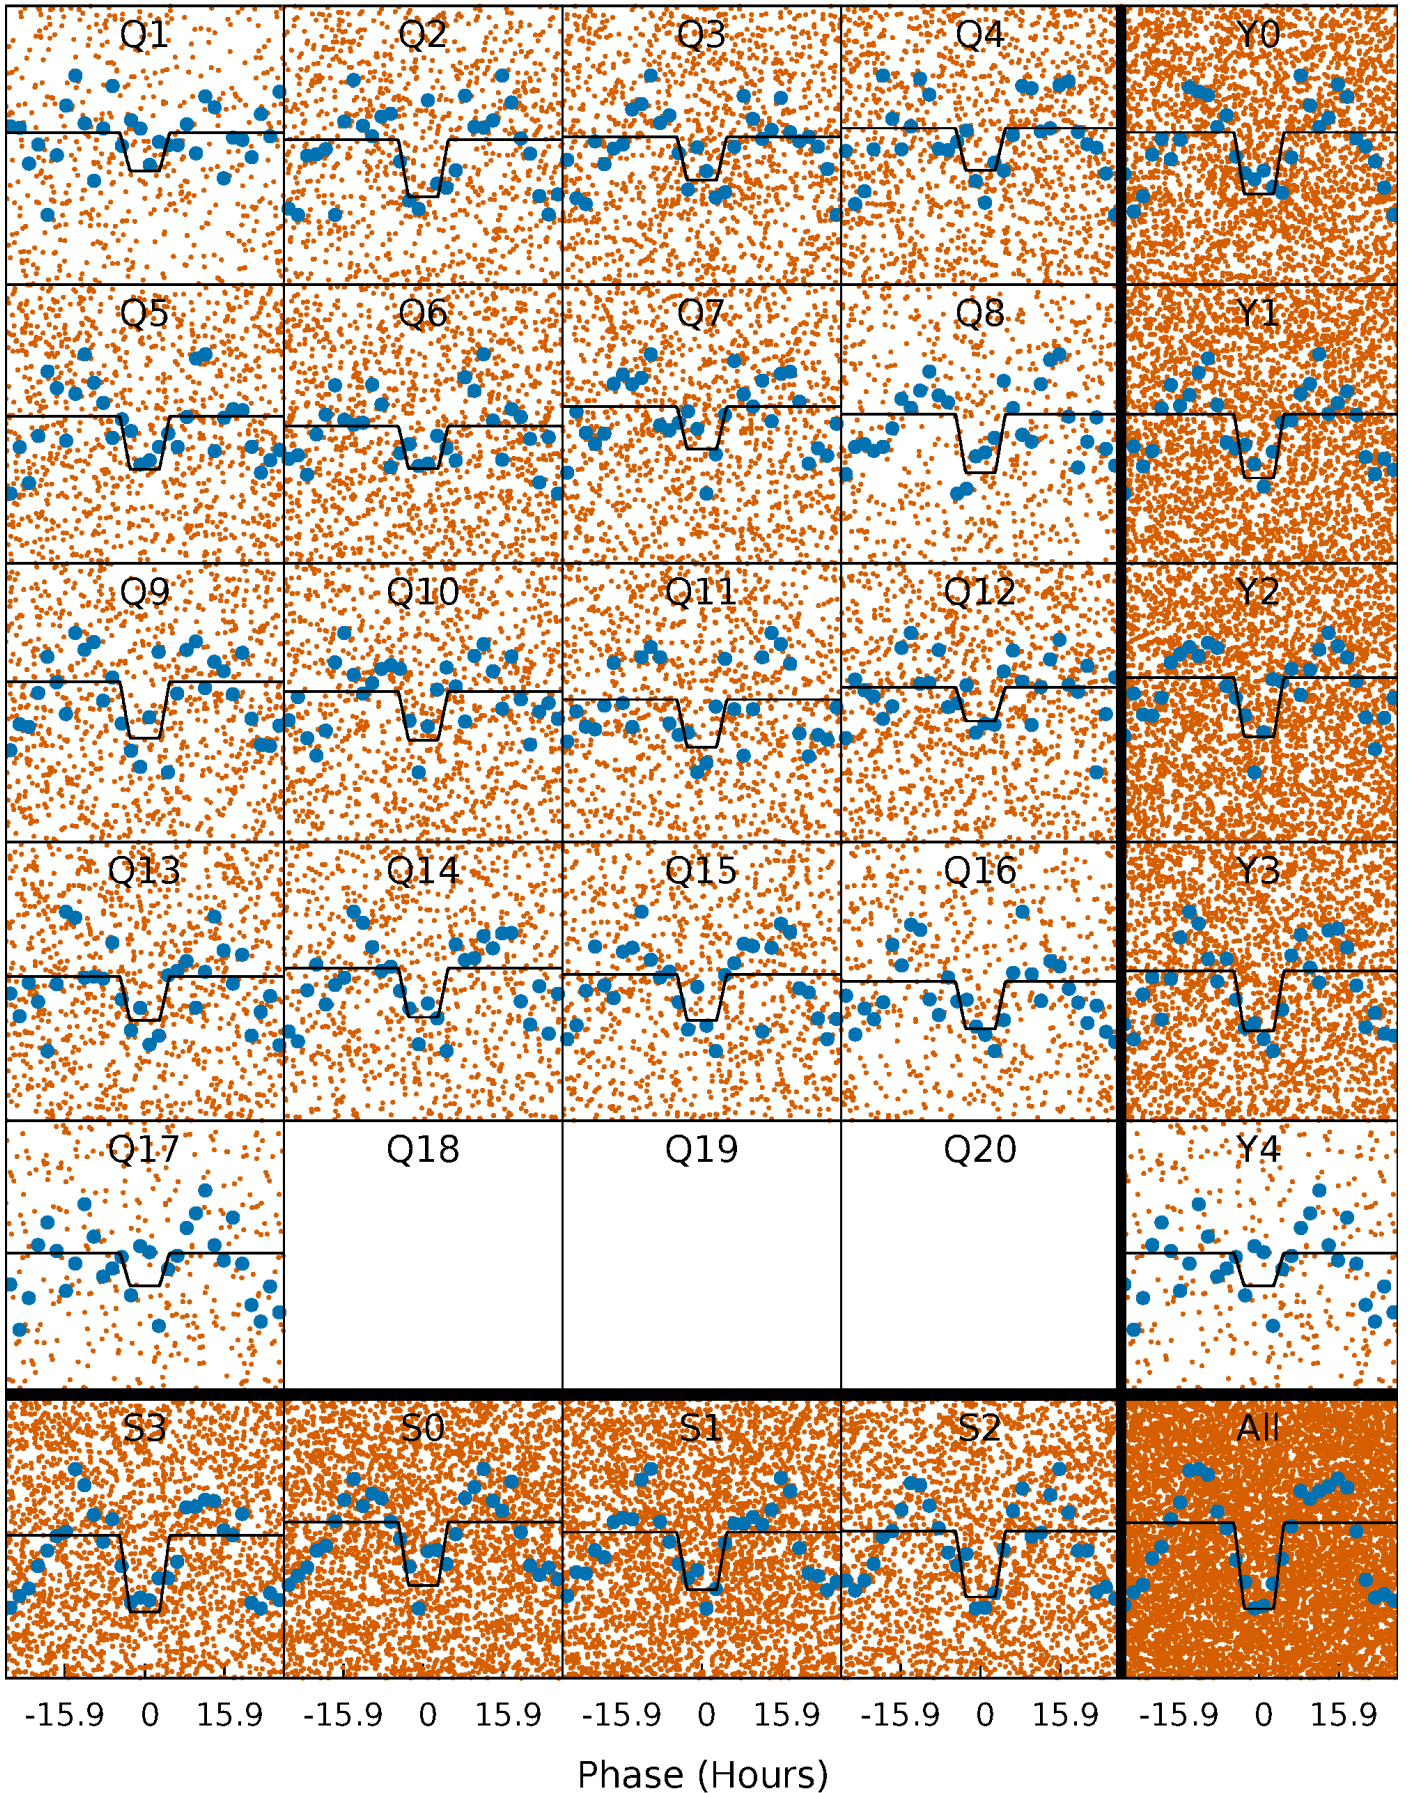 Q1 Q2 Q3 Q4 Y0
Q5 Q6 Q7 Q8 Y1
Q9 Q10 Q11 Q12 Y2
Q13 Q14 Q15 Q16 Y3
Q17 Q18 Q19 Q20 Y4
S3 S0 S1 S2 All
-15.9 0 15.9 -15.9 0 15.9 -15.9 0 15.9 -15.9 0 15.9 -15.9 0 15.9
Phase (Hours)